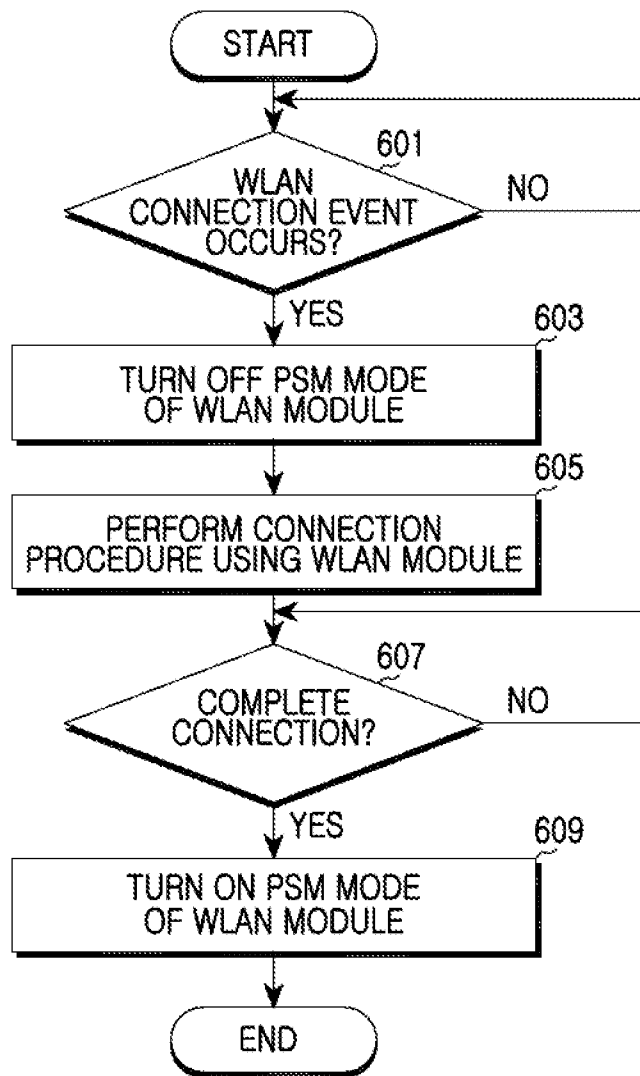 START
601
WLAN
CONNECTION EVENT
OCCURS?
NO
YES
603
TURN OFF PSM MODE
OF WLAN MODULE
605
PERFORM CONNECTION
PROCEDURE USING WLAN MODULE
607
COMPLETE
CONNECTION?
NO
YES
609
TURN ON PSM MODE
OF WLAN MODULE
END